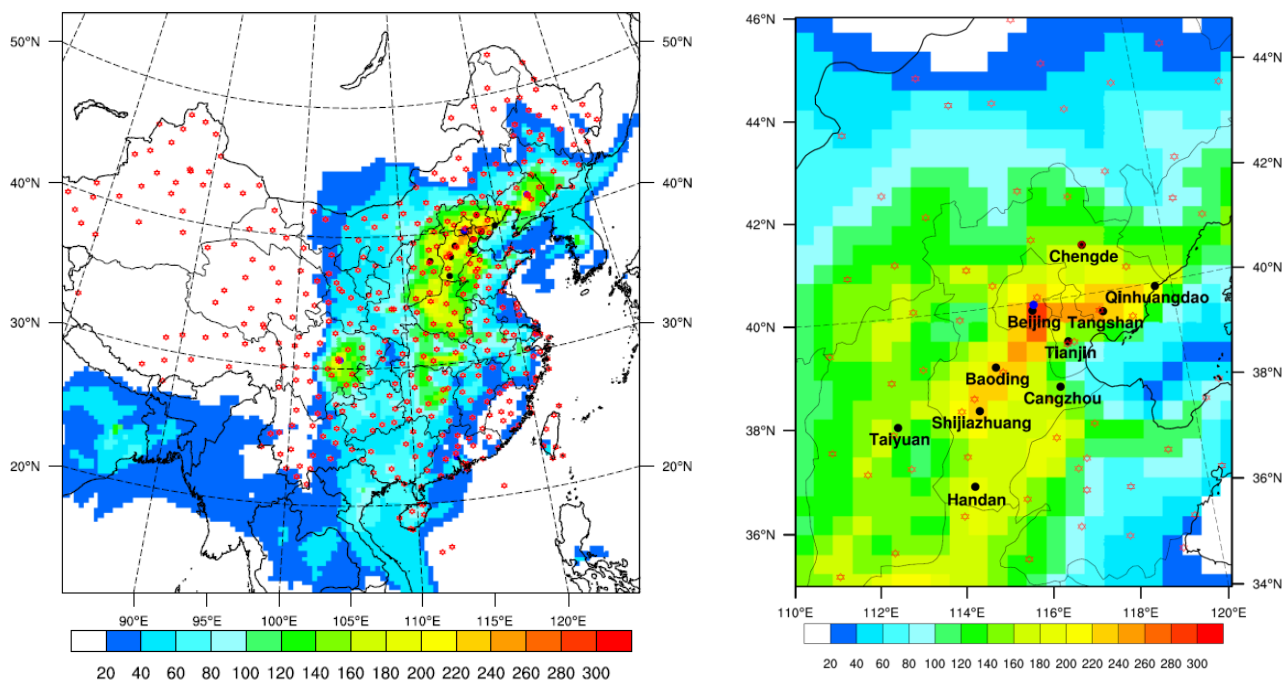 50°N
40°N
30°N
20°N
50°N
40°N
30°N
20°N
90°E 95°E 100°E 105°E 110°E 115°E 120°E
20 40 60 80 100 120 140 160 180 200 220 240 260 280 300
46°N
44°N
42°N
40°N
38°N
36°N
44°N
42°N
40°N
38°N
36°N
34°N
Chengde
Qinhuangdao
Beijing Tangshan
Tianjin
Baoding
Cangzhou
Shijiazhuang
Taiyuan
Handan
110°E 112°E 114°E 116°E 118°E 120°E
20 40 60 80 100 120 140 160 180 200 220 240 260 280 300